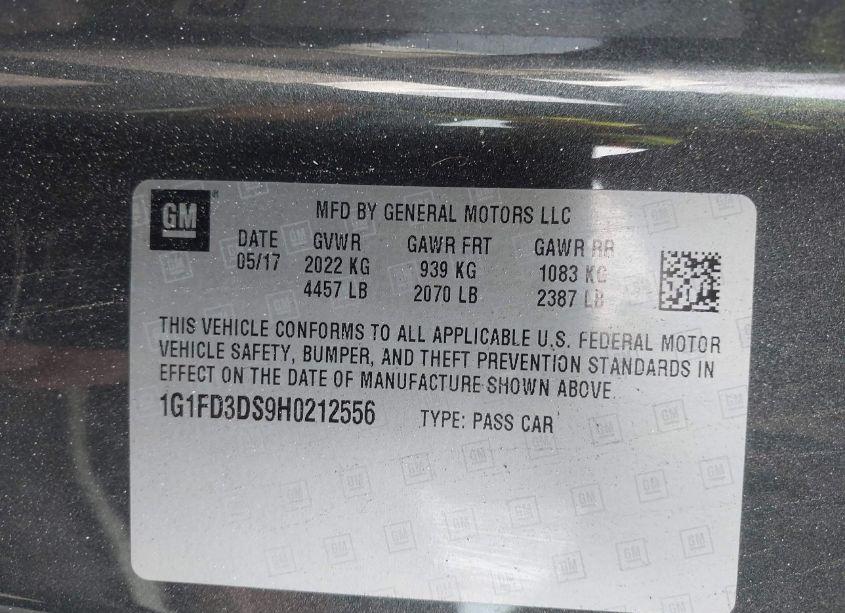 GM
MFD BY GENERAL MOTORS LLC
DATE GVWR GAWR FRT GAWR RR
05/17 2022 KG 939 KG 1083 KG
4457 LB 2070 LB 2387 LB
THIS VEHICLE CONFORMS TO ALL APPLICABLE U.S. FEDERAL MOTOR
VEHICLE SAFETY, BUMPER, AND THEFT PREVENTION STANDARDS IN
EFFECT ON THE DATE OF MANUFACTURE SHOWN ABOVE.
1G1FD3DS9H0212556 TYPE: PASS CAR